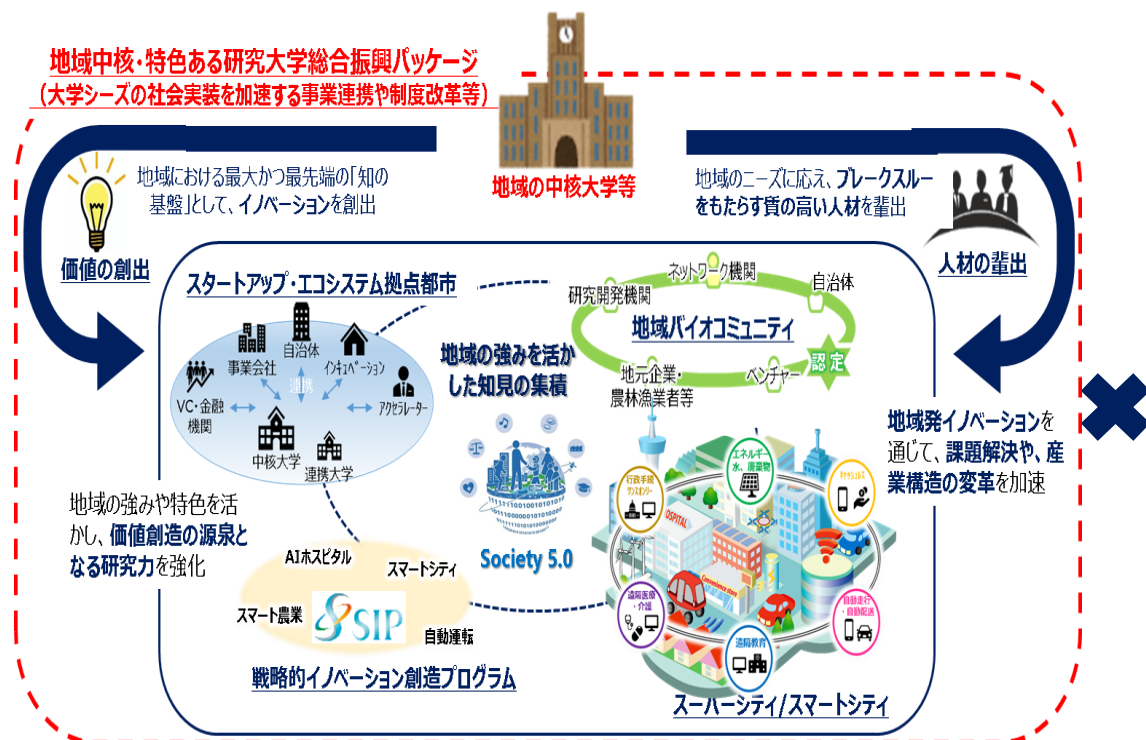 地域中核・特色ある研究大学総合振興パッケージ
（大学シーズの社会実装を加速する事業連携や制度改革等）
地域の中核大学等
地域における最大かつ最先端の「知の
基盤」として、イノベーションを創出
価値の創出
地域のニーズに応え、ブレークスルー
をもたらす質の高い人材を輩出
人材の輩出
スタートアップ・エコシステム拠点都市
自治体
事業会社
インキュベーション
連携
VC・金融
機関
アクセラレーター
中核大学
連携大学
地域の強みを活か
した知見の集積
Society 5.0
ネットワーク機関
研究開発機関
自治体
地域バイオコミュニティ
認定
ベンチャー
地元企業・
農林漁業者等
地域の強みや特色を活
かし、価値創造の源泉と
なる研究力を強化
地域発イノベーションを
通じて、課題解決や、産
業構造の変革を加速
AIホスピタル
スマートシティ
スマート農業
SIP
自動運転
戦略的イノベーション創造プログラム
行政手続
ワンスオンリー
エネルギー
水、廃棄物
キャッシュレス
HOSPITAL
Convenience store
遠隔医療
・介護
遠隔教育
自動走行
・自動配送
スーパーシティ/スマートシティ